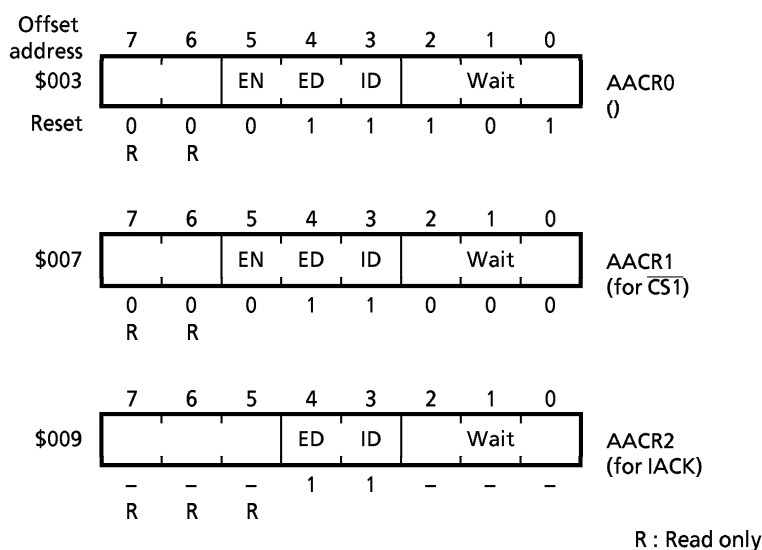 Offset address 7 6 5 4 3 2 1 0
$003 EN ED ID Wait AACR0
()
Reset 0 0 0 1 1 1 0 1
R R
7 6 5 4 3 2 1 0
$007 EN ED ID Wait AACR1
(for CS1)
0 0 0 1 1 0 0 0
R R
7 6 5 4 3 2 1 0
$009 ED ID Wait AACR2
(for IACK)
– – – 1 1 – – –
R R R
R : Read only